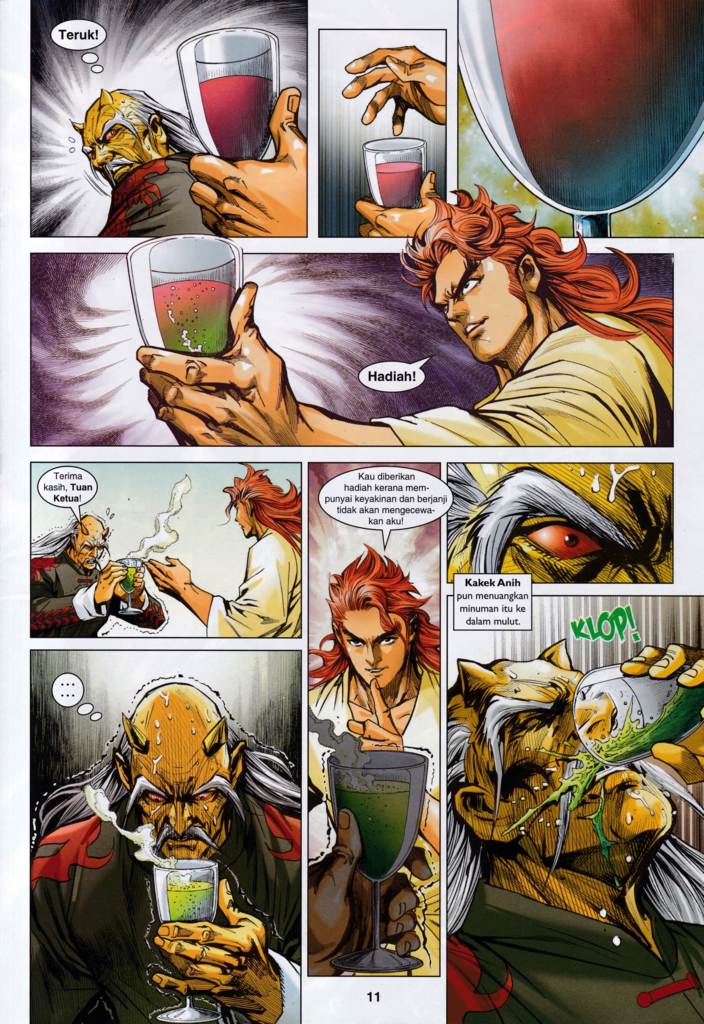 Teruk!
Hadiah!
Terima
kasih, Tuan
Ketua!
Kau diberikan
hadiah kerana mem-
punyai keyakinan dan berjanji
tidak akan mengecewa-
kan aku!
Kakek Anih
pun menuangkan
minuman itu ke
dalam mulut.
KLOP!
...
...
11